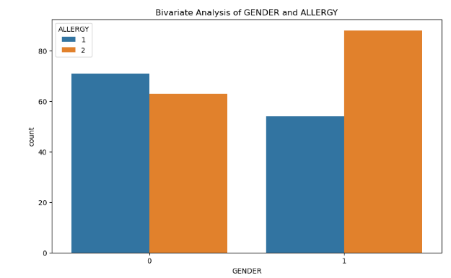 Bivariate Analysis of GENDER and ALLERGY
ALLERGY
1
2
80
60
40
20
0
count
0 1
GENDER